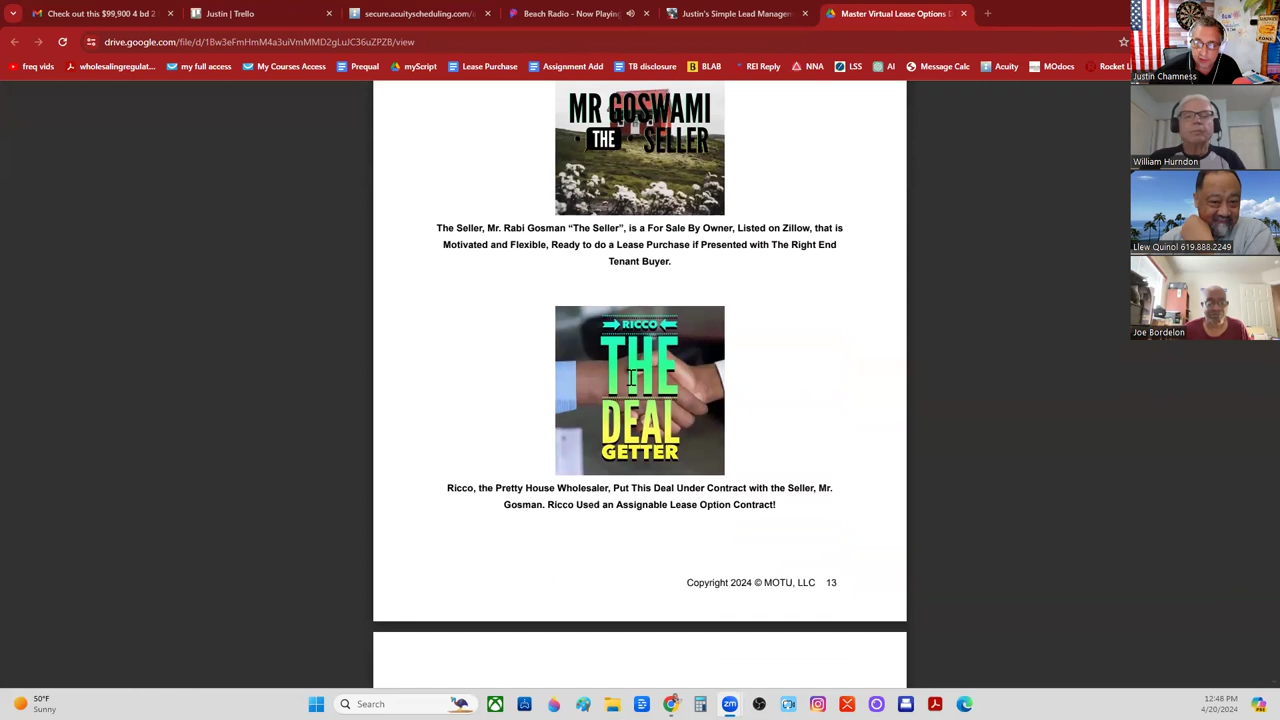 Check out this $99,900 4 bd 2
Justin | Trello
secure.acuityscheduling.com/a
Beach Radio - Now Playing
Justin's Simple Lead Managem
Master Virtual Lease Options D
drive.google.com/file/d/1Bw3eFmHmM4a3uiVmMMD2gLuJC36uZPZB/view
freq vids
wholesalingregulat...
my full access
My Courses Access
Prequal
myScript
Lease Purchase
Assignment Add
TB disclosure
BLAB
REI Reply
NNA
LSS
AI
Message Calc
Acuity
MOdocs
Rocket L
MR GOSWAMI
THE SELLER
The Seller, Mr. Rabi Gosman “The Seller”, is a For Sale By Owner, Listed on Zillow, that is
Motivated and Flexible, Ready to do a Lease Purchase if Presented with The Right End
Tenant Buyer.
RICCO
THE
DEAL
GETTER
Ricco, the Pretty House Wholesaler, Put This Deal Under Contract with the Seller, Mr.
Gosman. Ricco Used an Assignable Lease Option Contract!
Copyright 2024 © MOTU, LLC 13
Justin Chamness
William Hurndon
Llew Quinol 619.888.2249
Joe Bordelon
50°F
Sunny
Search
zm
12:48 PM
4/20/2024